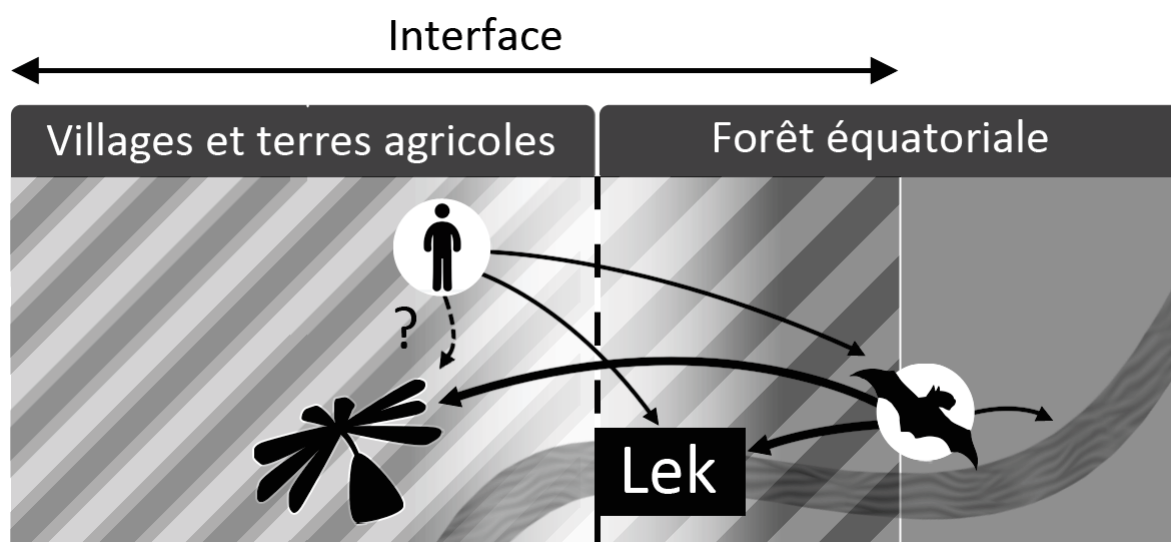 Interface
Villages et terres agricoles
Forêt équatoriale
?
Lek